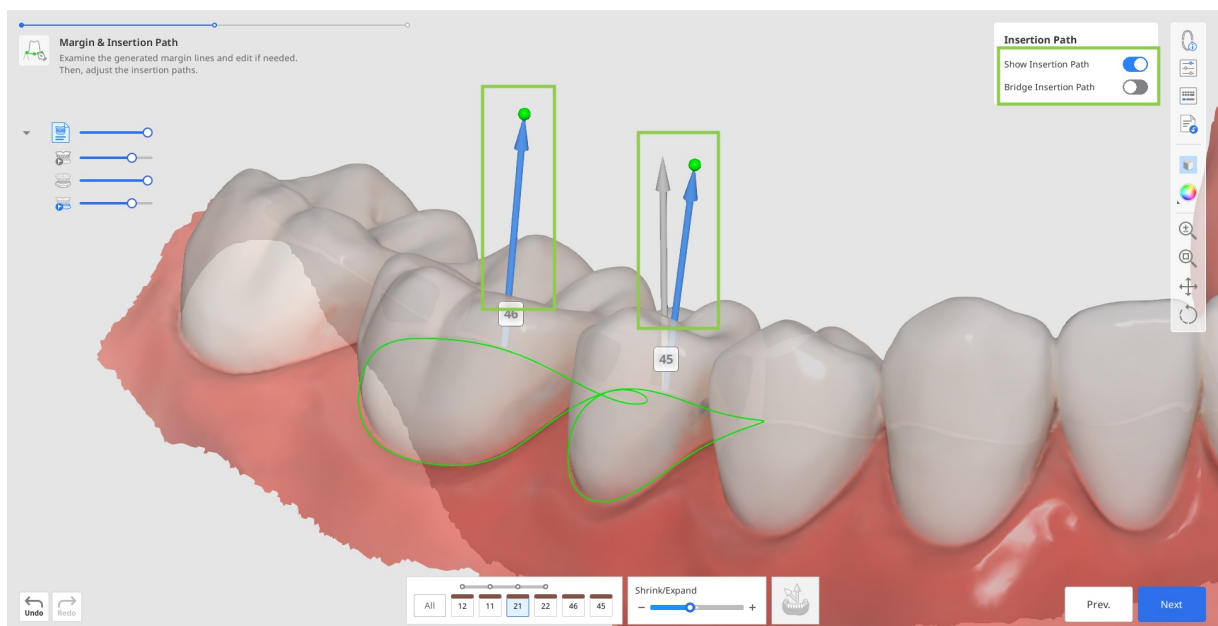 Margin & Insertion Path
Examine the generated margin lines and edit if needed.
Then, adjust the insertion paths.
Insertion Path
Show Insertion Path
Bridge Insertion Path
46
45
Undo
Redo
All
12
11
21
22
46
45
Shrink/Expand
Prev.
Next